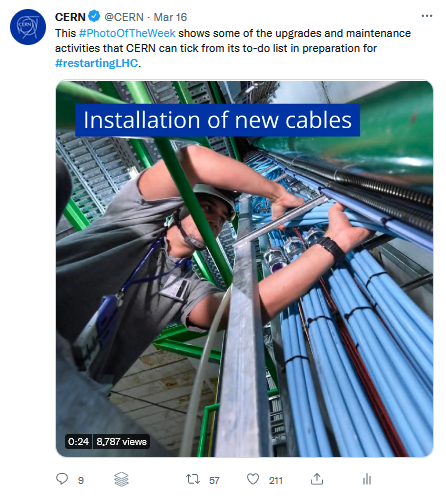 CERN @CERN · Mar 16
This #PhotoOfTheWeek shows some of the upgrades and maintenance
activities that CERN can tick from its to-do list in preparation for
#restartingLHC.
Installation of new cables
0:24 8,787 views
9 57 211